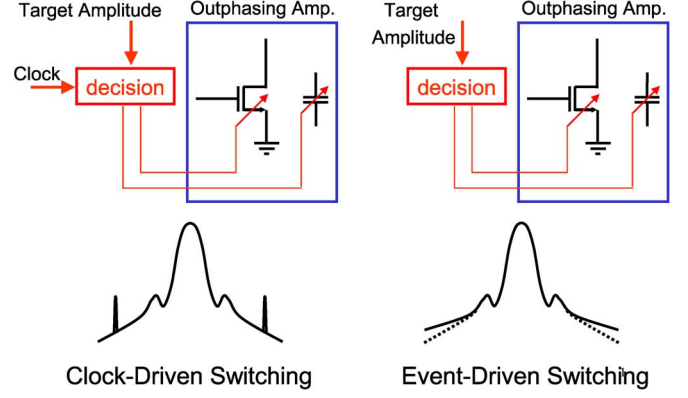 Target Amplitude
Outphasing Amp.
Clock
decision
Clock-Driven Switching
Target
Amplitude
Outphasing Amp.
decision
Event-Driven Switching